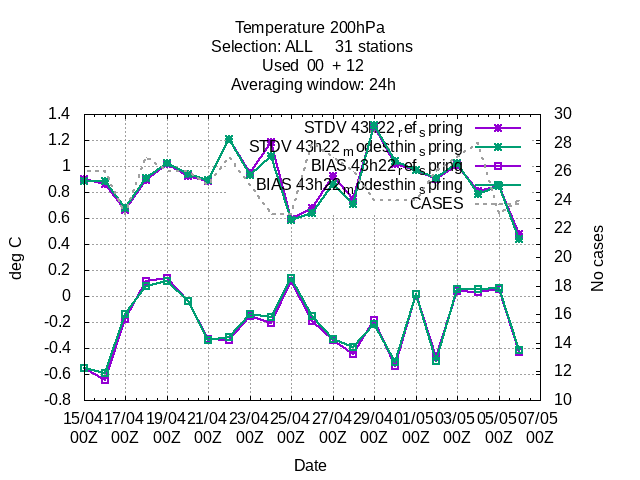 Temperature 200hPa
Selection: ALL 31 stations
Used 00 + 12
Averaging window: 24h
STDV 43h22refspring
STDV 43h22modesthinspring
BIAS 43h22refspring
BIAS 43h22modesthinspring
CASES
1.4
1.2
1
0.8
0.6
0.4
0.2
0
-0.2
-0.4
-0.6
-0.8
deg C
30
28
26
24
22
20
18
16
14
12
10
No cases
15/04 17/04 19/04 21/04 23/04 25/04 27/04 29/04 01/05 03/05 05/05 07/05
00Z 00Z 00Z 00Z 00Z 00Z 00Z 00Z 00Z 00Z 00Z 00Z
Date